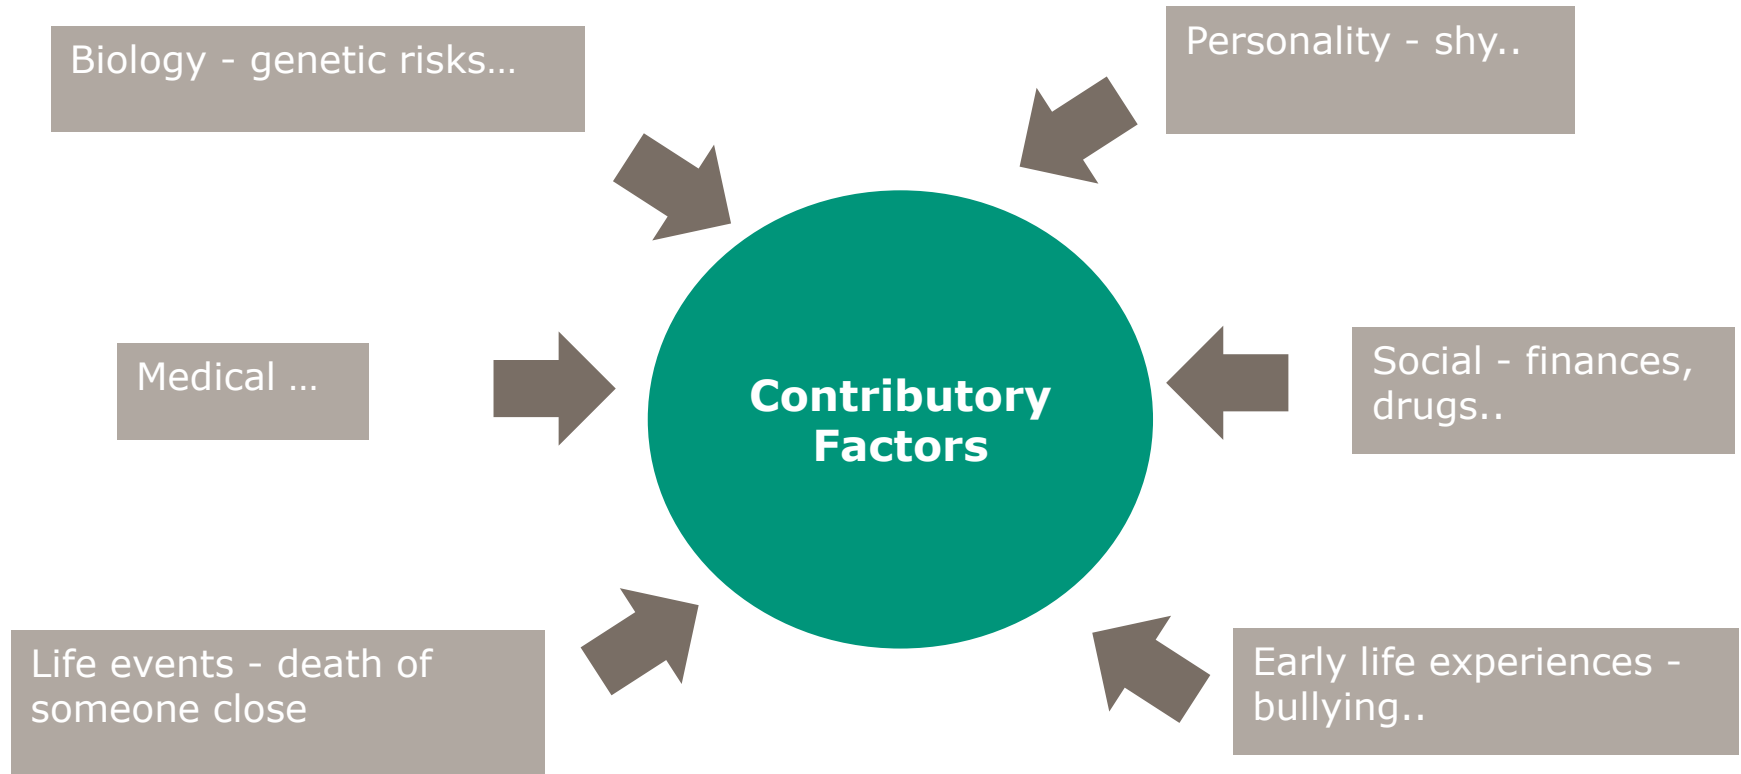 Biology - genetic risks…
Personality - shy..
Medical …
Contributory
Factors
Social - finances,
drugs..
Life events - death of
someone close
Early life experiences -
bullying..